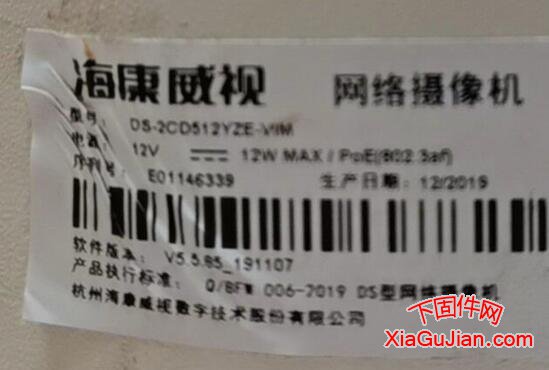 海康威视 网络摄像机
型号: DS-2CD512YZE-VIM
电源: 12V ⎓ 12W MAX / PoE(802.3af)
序列号: E01146339 生产日期: 12/2019
软件版本: V5.5.85_191107
产品执行标准: Q/BFW 006-2019 DS型网络摄像机
杭州海康威视数字技术股份有限公司
下固件网
XiaGuJian.com